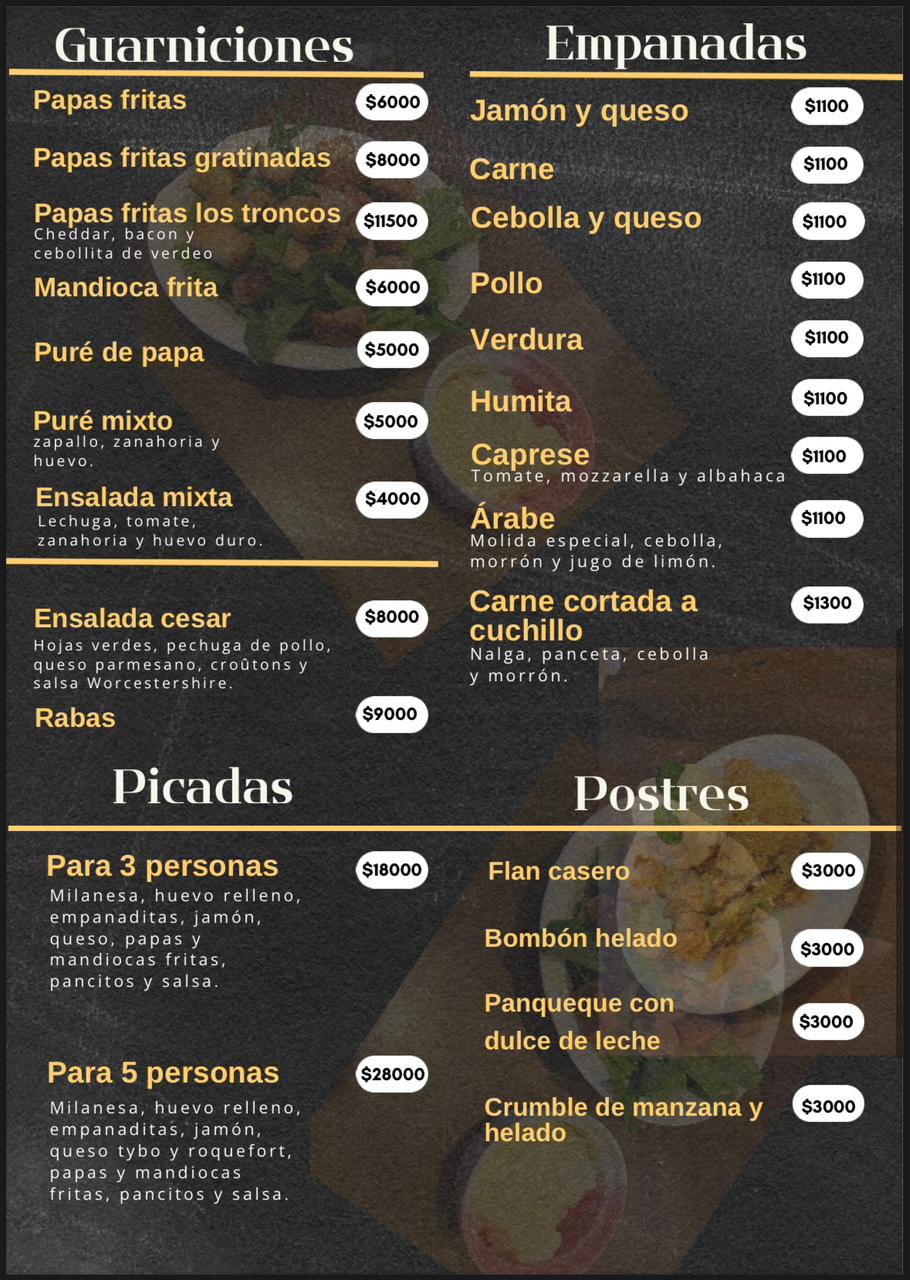 Guarniciones
Papas fritas $6000
Papas fritas gratinadas $8000
Papas fritas los troncos $11500
Cheddar, bacon y
cebollita de verdeo
Mandioca frita $6000
Puré de papa $5000
Puré mixto $5000
zapallo, zanahoria y
huevo.
Ensalada mixta $4000
Lechuga, tomate,
zanahoria y huevo duro.
Ensalada cesar $8000
Hojas verdes, pechuga de pollo,
queso parmesano, croûtons y
salsa Worcestershire.
Rabas $9000
Empanadas
Jamón y queso $1100
Carne $1100
Cebolla y queso $1100
Pollo $1100
Verdura $1100
Humita $1100
Caprese $1100
Tomate, mozzarella y albahaca
Árabe $1100
Molida especial, cebolla,
morrón y jugo de limón.
Carne cortada a $1300
cuchillo
Nalga, panceta, cebolla
y morrón.
Picadas
Para 3 personas $18000
Milanesa, huevo relleno,
empanaditas, jamón,
queso, papas y
mandiocas fritas,
pancitos y salsa.
Para 5 personas $28000
Milanesa, huevo relleno,
empanaditas, jamón,
queso tybo y roquefort,
papas y mandiocas
fritas, pancitos y salsa.
Postres
Flan casero $3000
Bombón helado $3000
Panqueque con
dulce de leche $3000
Crumble de manzana y $3000
helado